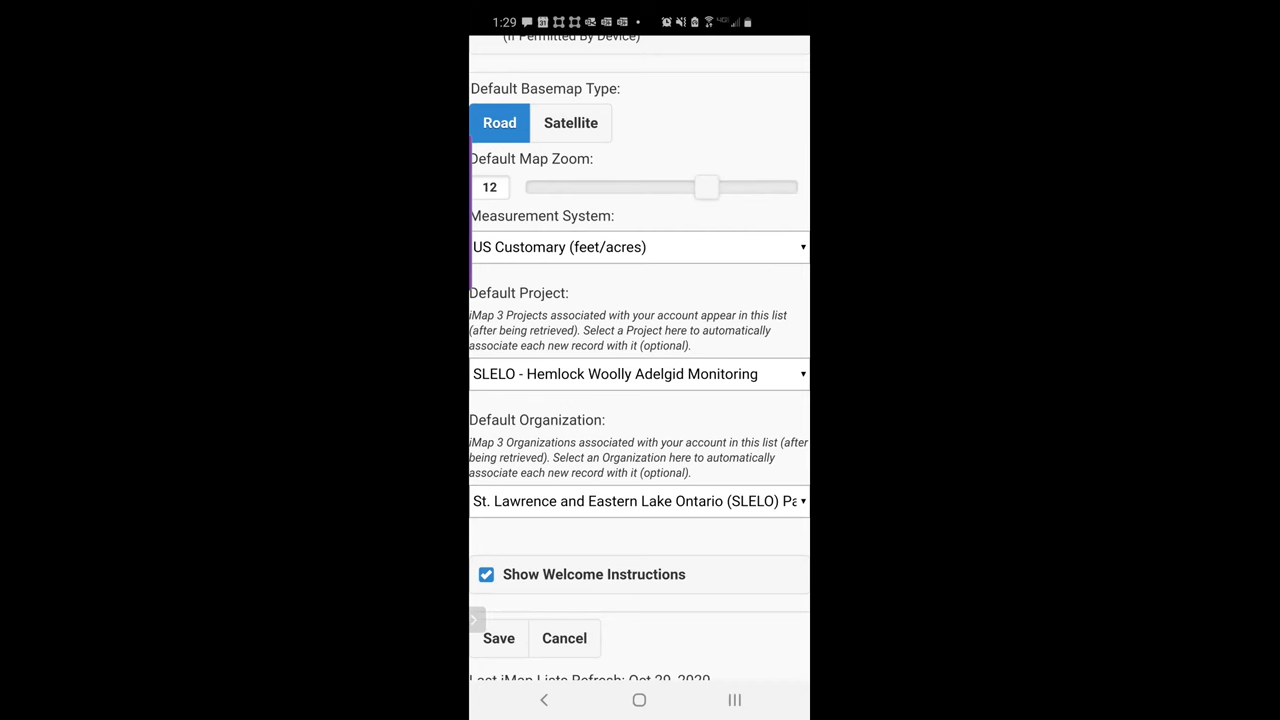 1:29
(If Permitted By Device)
Default Basemap Type:
Road Satellite
Default Map Zoom:
12
Measurement System:
US Customary (feet/acres)
Default Project:
iMap 3 Projects associated with your account appear in this list
(after being retrieved). Select a Project here to automatically
associate each new record with it (optional).
SLELO - Hemlock Woolly Adelgid Monitoring
Default Organization:
iMap 3 Organizations associated with your account in this list (after
being retrieved). Select an Organization here to automatically
associate each new record with it (optional).
St. Lawrence and Eastern Lake Ontario (SLELO) Pa
Show Welcome Instructions
Save Cancel
Last iMap Lists Refresh: Oct 29, 2020